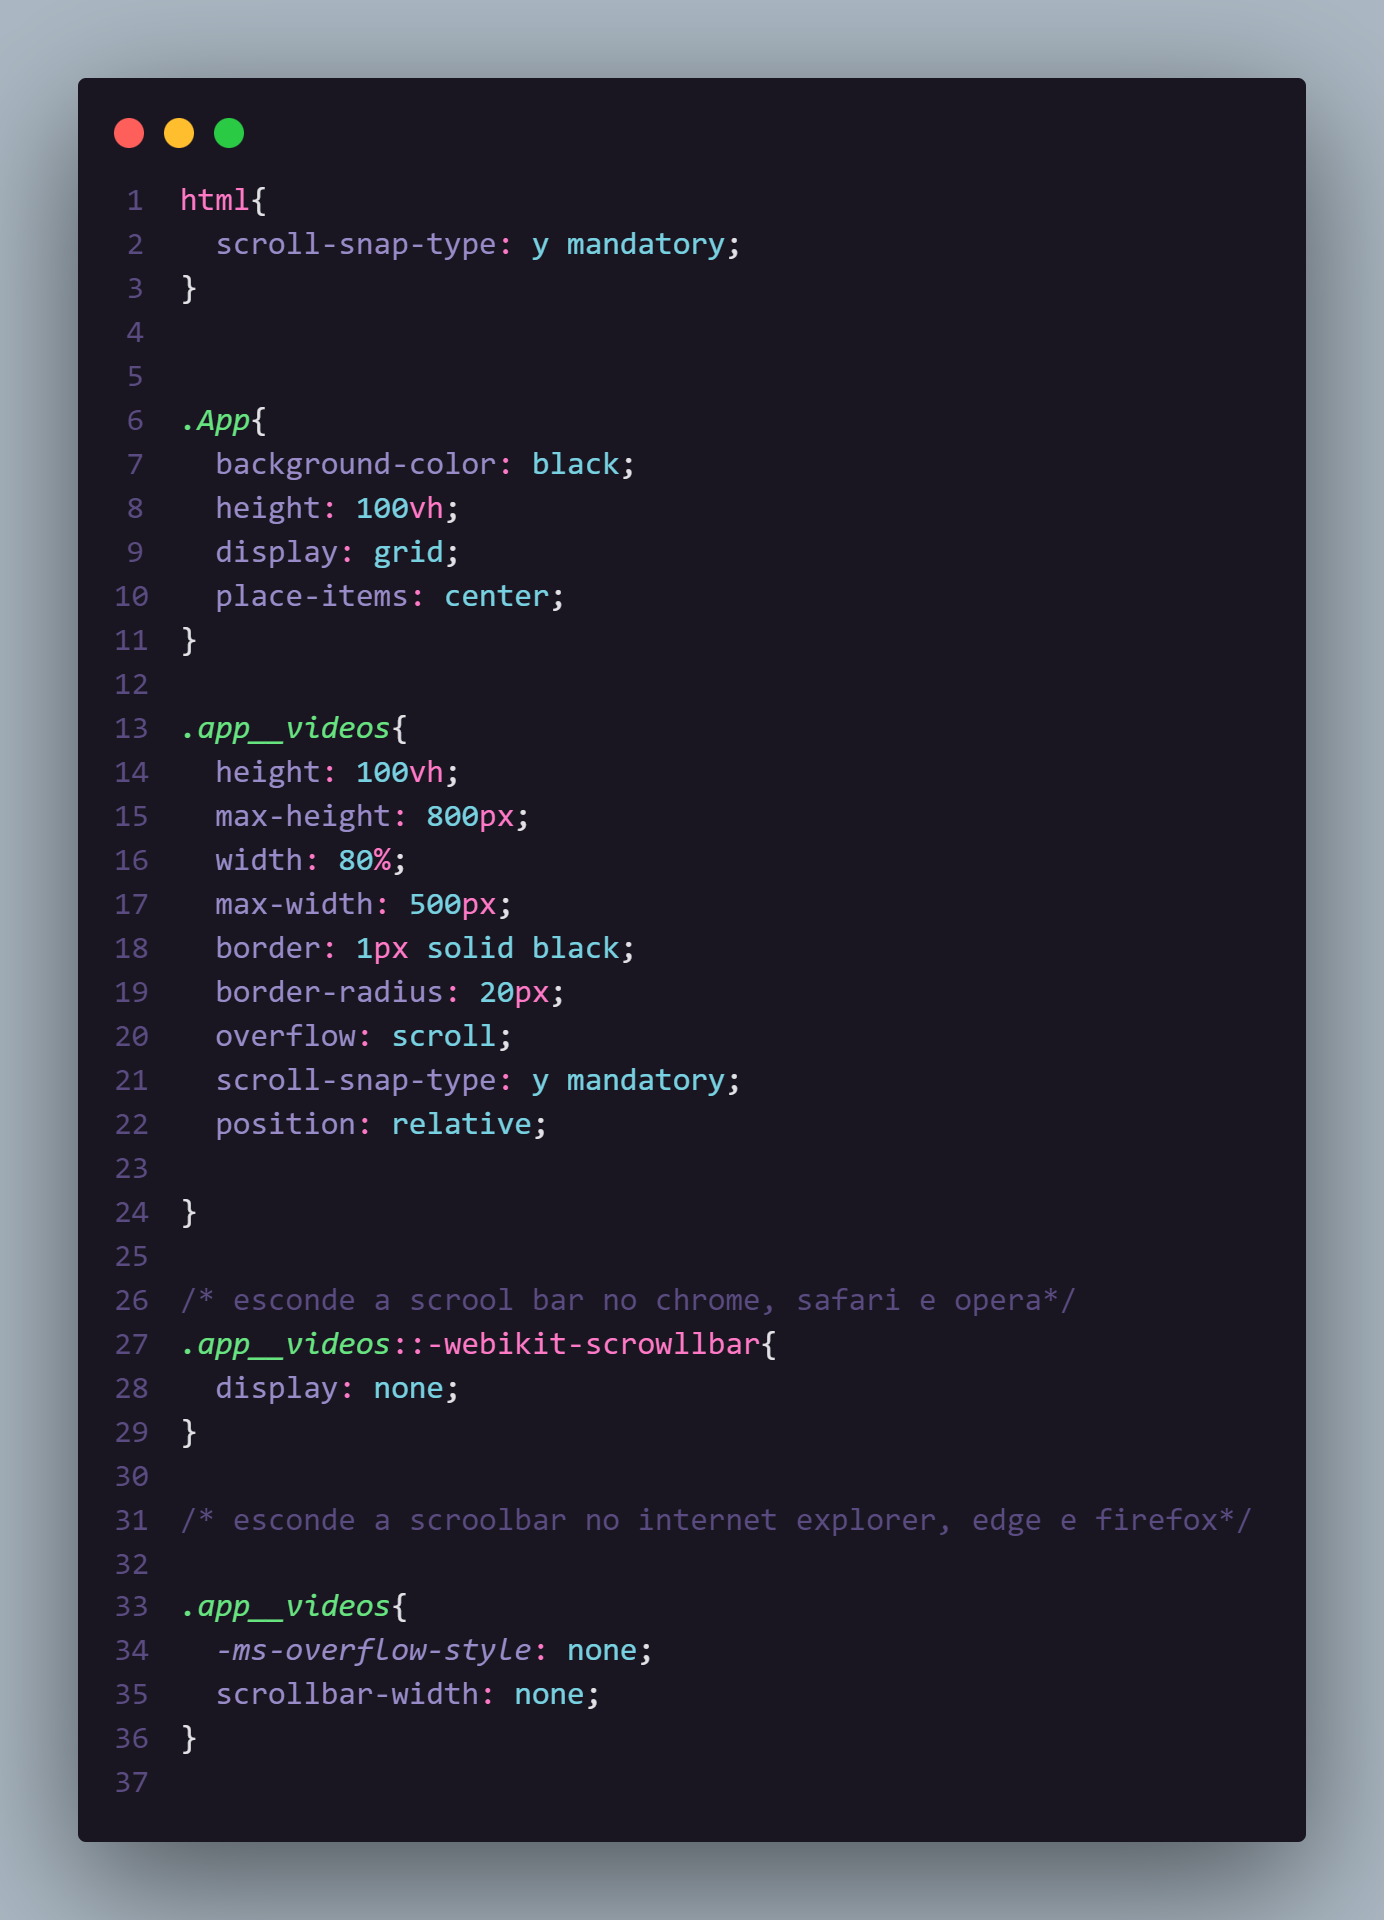 1 html{
2 scroll-snap-type: y mandatory;
3 }
4
5
6 .App{
7 background-color: black;
8 height: 100vh;
9 display: grid;
10 place-items: center;
11 }
12
13 .app__videos{
14 height: 100vh;
15 max-height: 800px;
16 width: 80%;
17 max-width: 500px;
18 border: 1px solid black;
19 border-radius: 20px;
20 overflow: scroll;
21 scroll-snap-type: y mandatory;
22 position: relative;
23
24 }
25
26 /* esconde a scrool bar no chrome, safari e opera*/
27 .app__videos::-webikit-scrowllbar{
28 display: none;
29 }
30
31 /* esconde a scroolbar no internet explorer, edge e firefox*/
32
33 .app__videos{
34 -ms-overflow-style: none;
35 scrollbar-width: none;
36 }
37